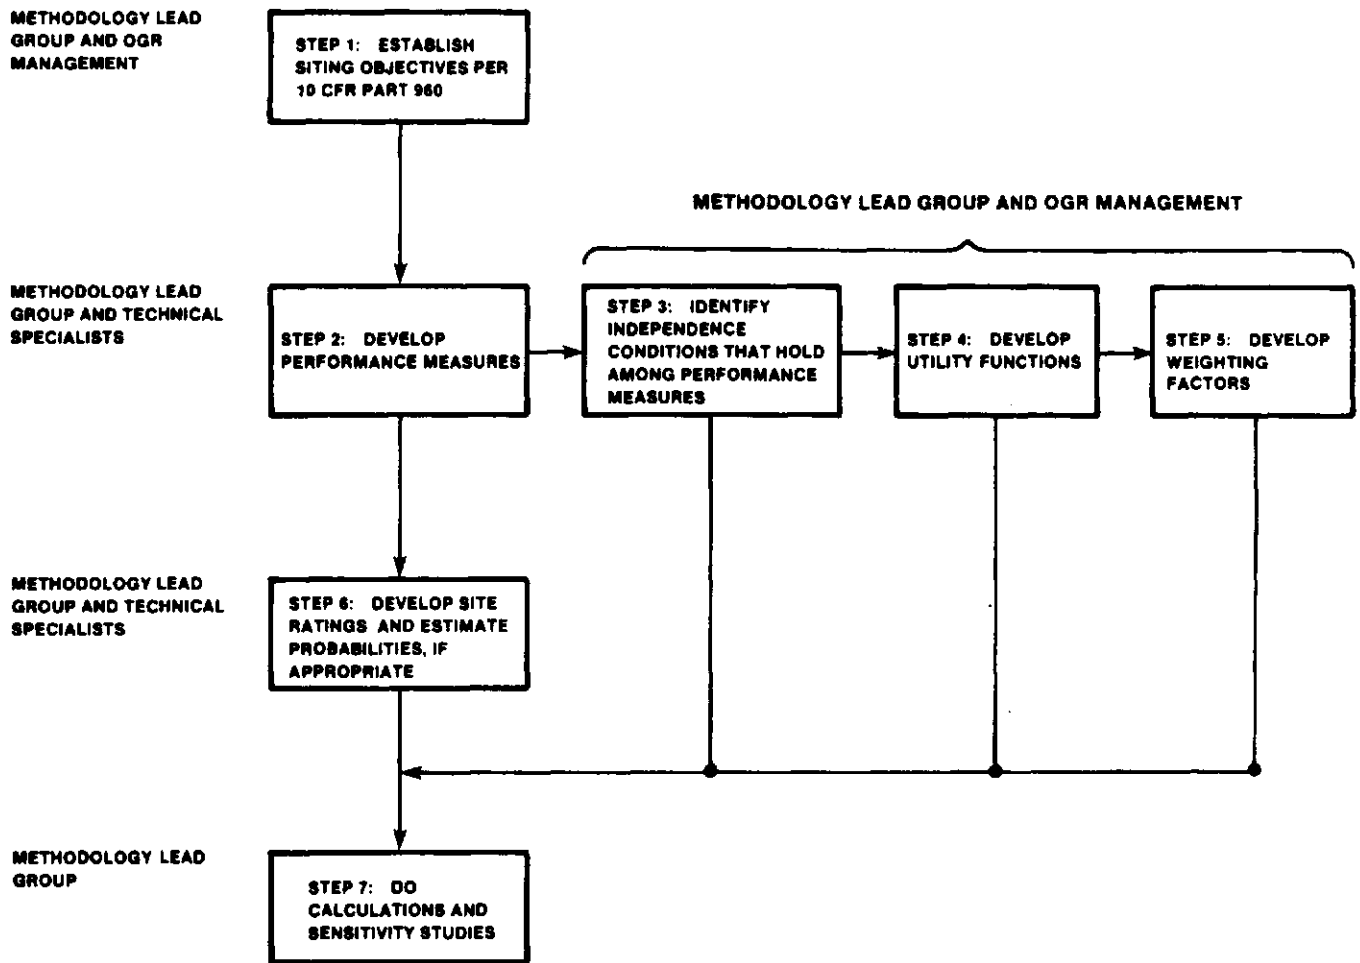 METHODOLOGY LEAD
GROUP AND OGR
MANAGEMENT
STEP 1: ESTABLISH
SITING OBJECTIVES PER
10 CFR PART 960
METHODOLOGY LEAD GROUP AND OGR MANAGEMENT
METHODOLOGY LEAD
GROUP AND TECHNICAL
SPECIALISTS
STEP 2: DEVELOP
PERFORMANCE MEASURES
STEP 3: IDENTIFY
INDEPENDENCE
CONDITIONS THAT HOLD
AMONG PERFORMANCE
MEASURES
STEP 4: DEVELOP
UTILITY FUNCTIONS
STEP 5: DEVELOP
WEIGHTING
FACTORS
METHODOLOGY LEAD
GROUP AND TECHNICAL
SPECIALISTS
STEP 6: DEVELOP SITE
RATINGS AND ESTIMATE
PROBABILITIES, IF
APPROPRIATE
METHODOLOGY LEAD
GROUP
STEP 7: DO
CALCULATIONS AND
SENSITIVITY STUDIES